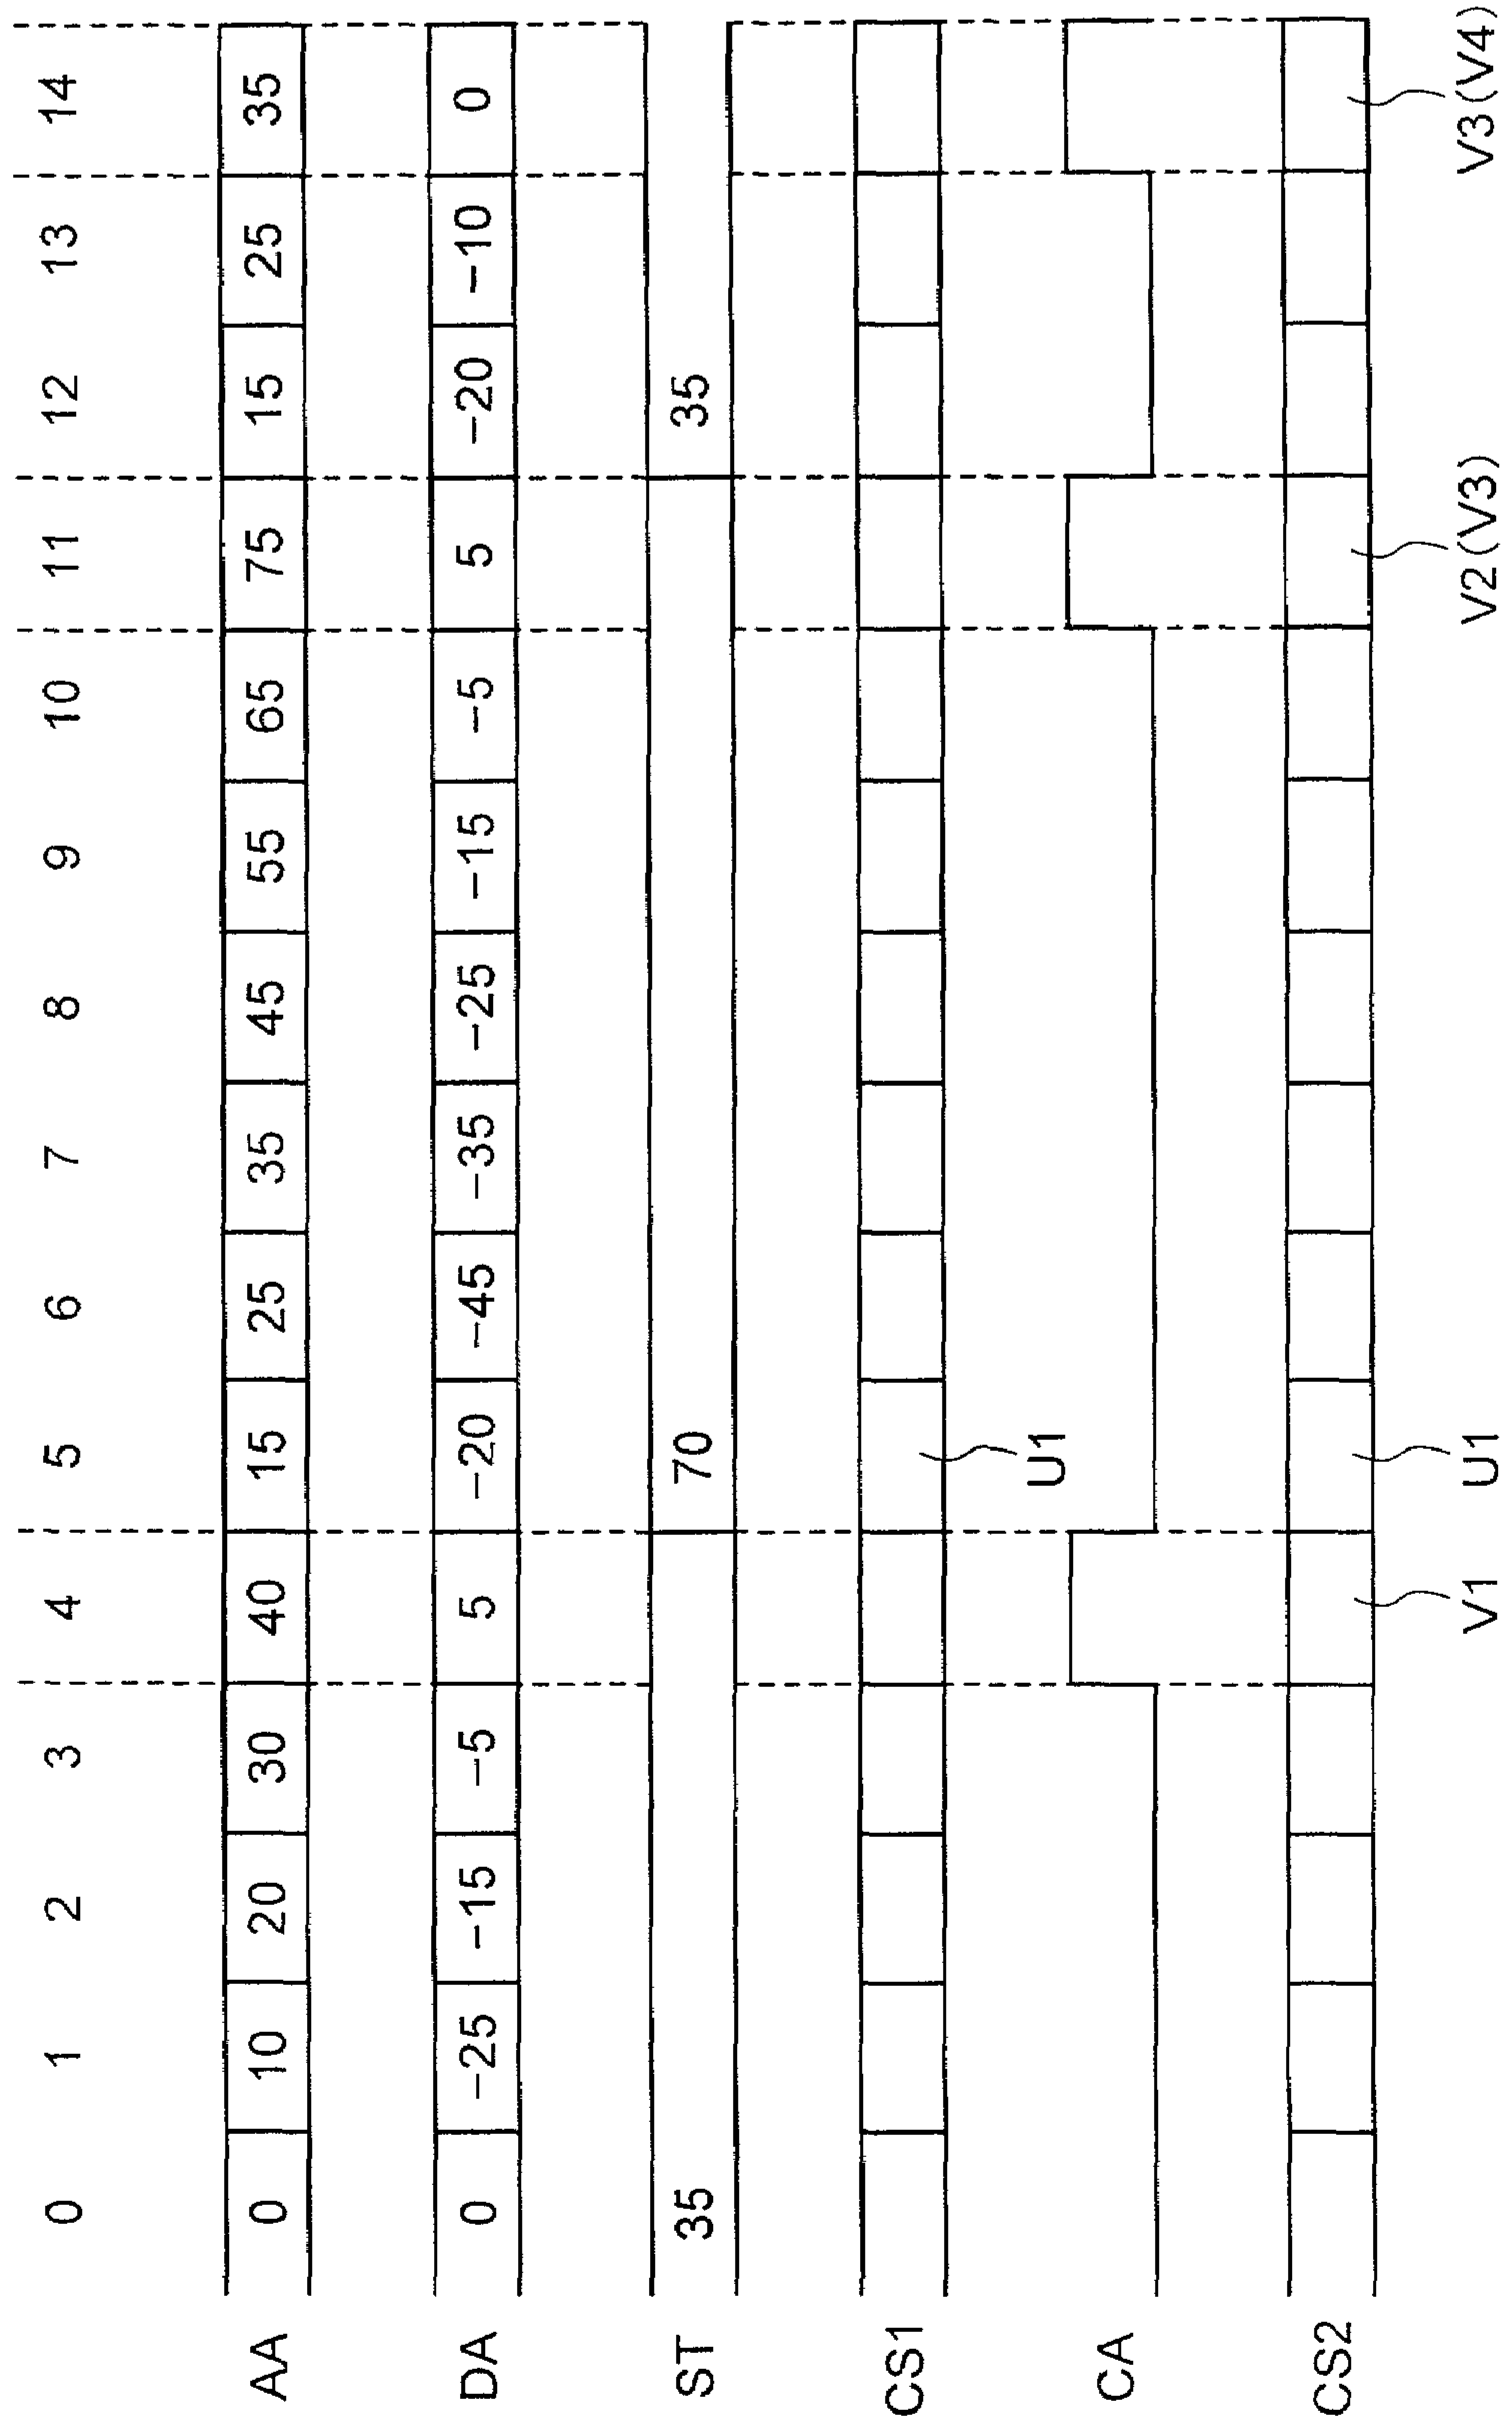 0 1 2 3 4 5 6 7 8 9 10 11 12 13 14
AA 0 10 20 30 40 15 25 35 45 55 65 75 15 25 35
DA 0 −25 −15 −5 5 −20 −45 −35 −25 −15 −5 5 −20 −10 0
ST 35 70 35
CS1
U1
CA
CS2
V1 U1 V2(V3) V3(V4)